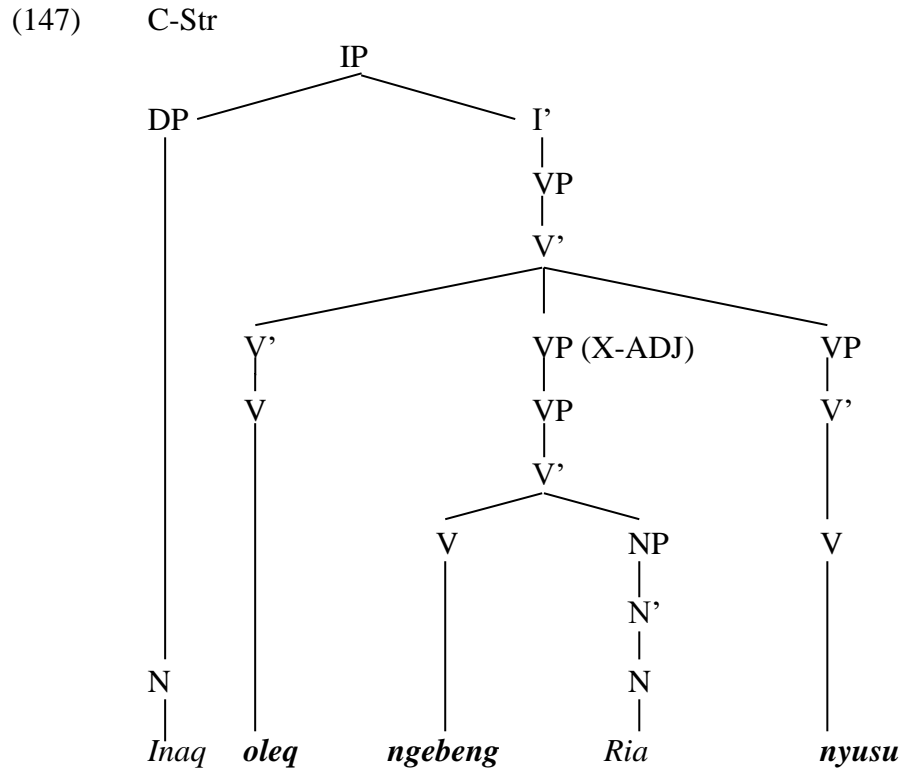 (147) C-Str
IP
DP I’
VP
V’
V’ VP (X-ADJ) VP
V VP V’
V’
V NP V
N’
N N
Inaq oleq ngebeng Ria nyusu